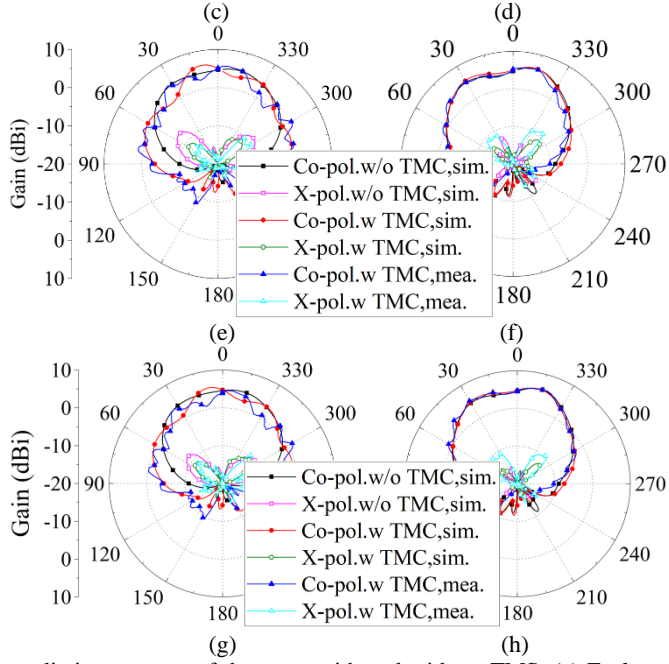 (c) (d)
0 0
30 330 30 330
60 300 60 300
90 270
120 240
150 210
180 180
10
0
-10
-20
-10
0
10
Gain (dBi)
Co-pol.w/o TMC,sim.
X-pol.w/o TMC,sim.
Co-pol.w TMC,sim.
X-pol.w TMC,sim.
Co-pol.w TMC,mea.
X-pol.w TMC,mea.
(e) (f)
0 0
30 330 30 330
60 300 60 300
90 270
120 240
150 210
180 180
10
0
-10
-20
-10
0
10
Gain (dBi)
Co-pol.w/o TMC,sim.
X-pol.w/o TMC,sim.
Co-pol.w TMC,sim.
X-pol.w TMC,sim.
Co-pol.w TMC,mea.
X-pol.w TMC,mea.
(g) (h)